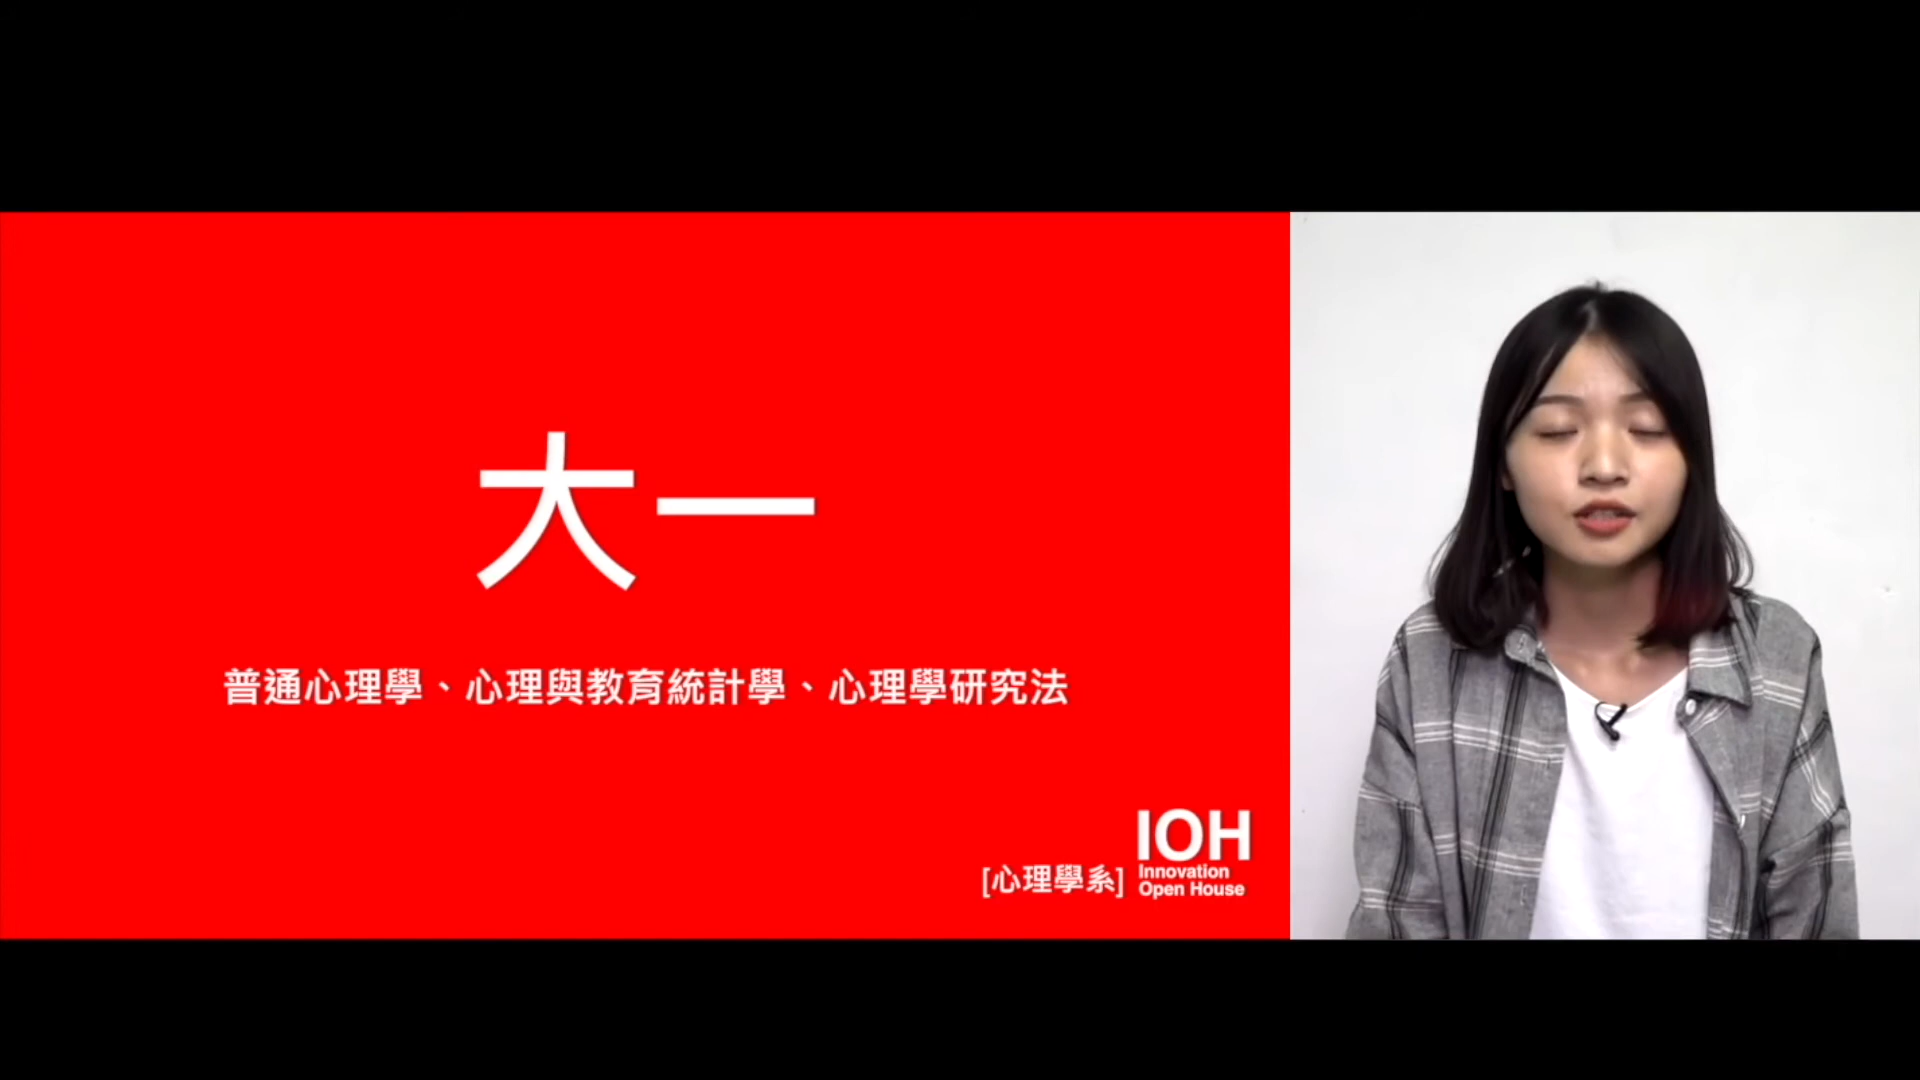 大一
普通心理學、心理與教育統計學、心理學研究法
[心理學系]
IOH
Innovation
Open House